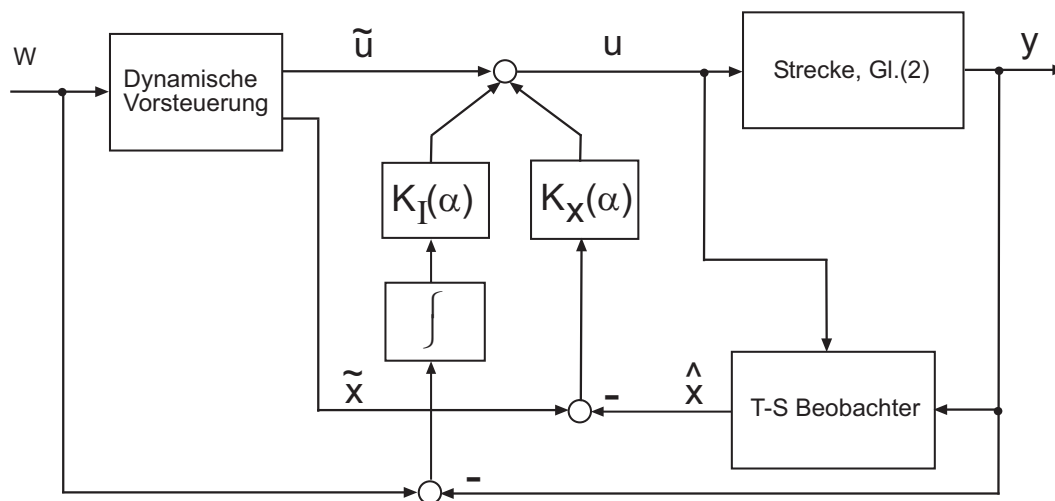 w
Dynamische
Vorsteuerung
ũ
u
Strecke, Gl.(2)
y
K_I(α)
K_x(α)
∫
x̃
-
x̂
T-S Beobachter
-